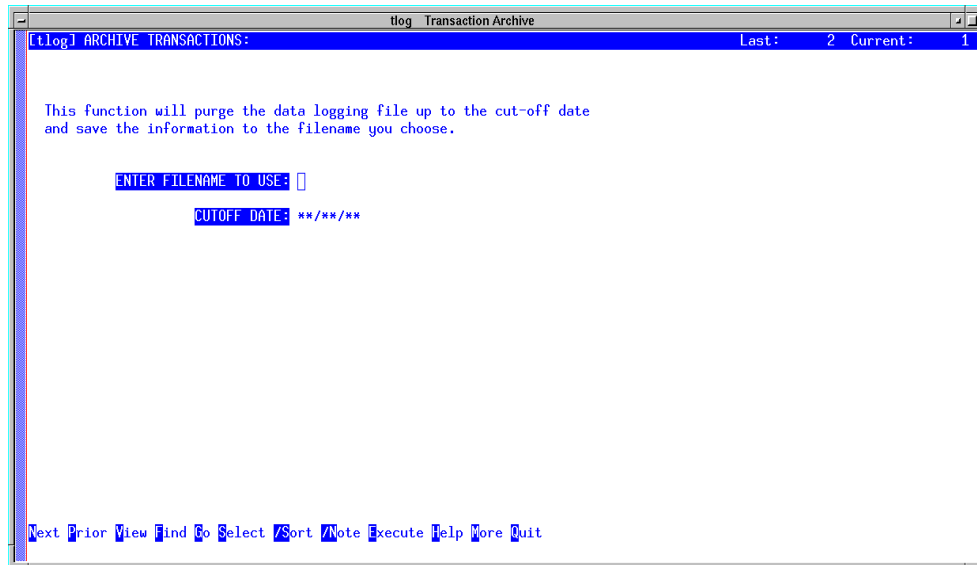 tlog Transaction Archive
[tlog] ARCHIVE TRANSACTIONS: Last: 2 Current: 1
This function will purge the data logging file up to the cut-off date
and save the information to the filename you choose.
ENTER FILENAME TO USE:
CUTOFF DATE: **/**/**
Next Prior View Find Go Select /Sort /Note Execute Help More Quit